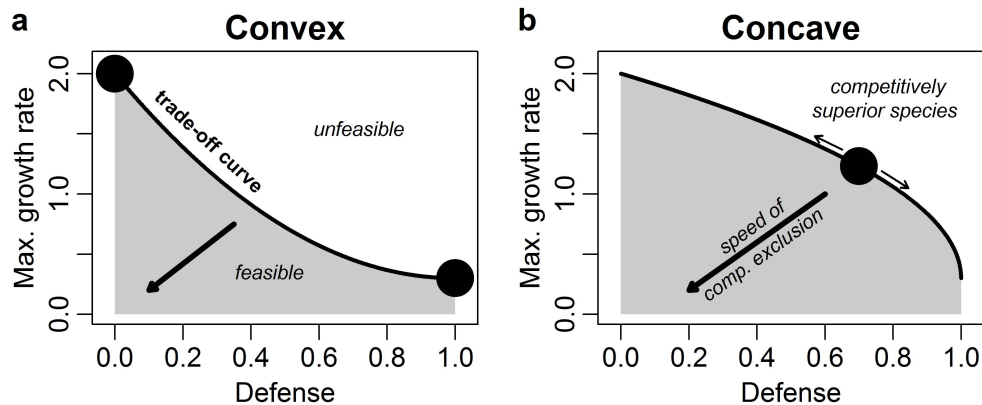 a
Convex
Max. growth rate
2.0
1.0
0.0
trade-off curve
unfeasible
feasible
0.0 0.2 0.4 0.6 0.8 1.0
Defense
b
Concave
Max. growth rate
2.0
1.0
0.0
competitively
superior species
speed of
comp. exclusion
0.0 0.2 0.4 0.6 0.8 1.0
Defense